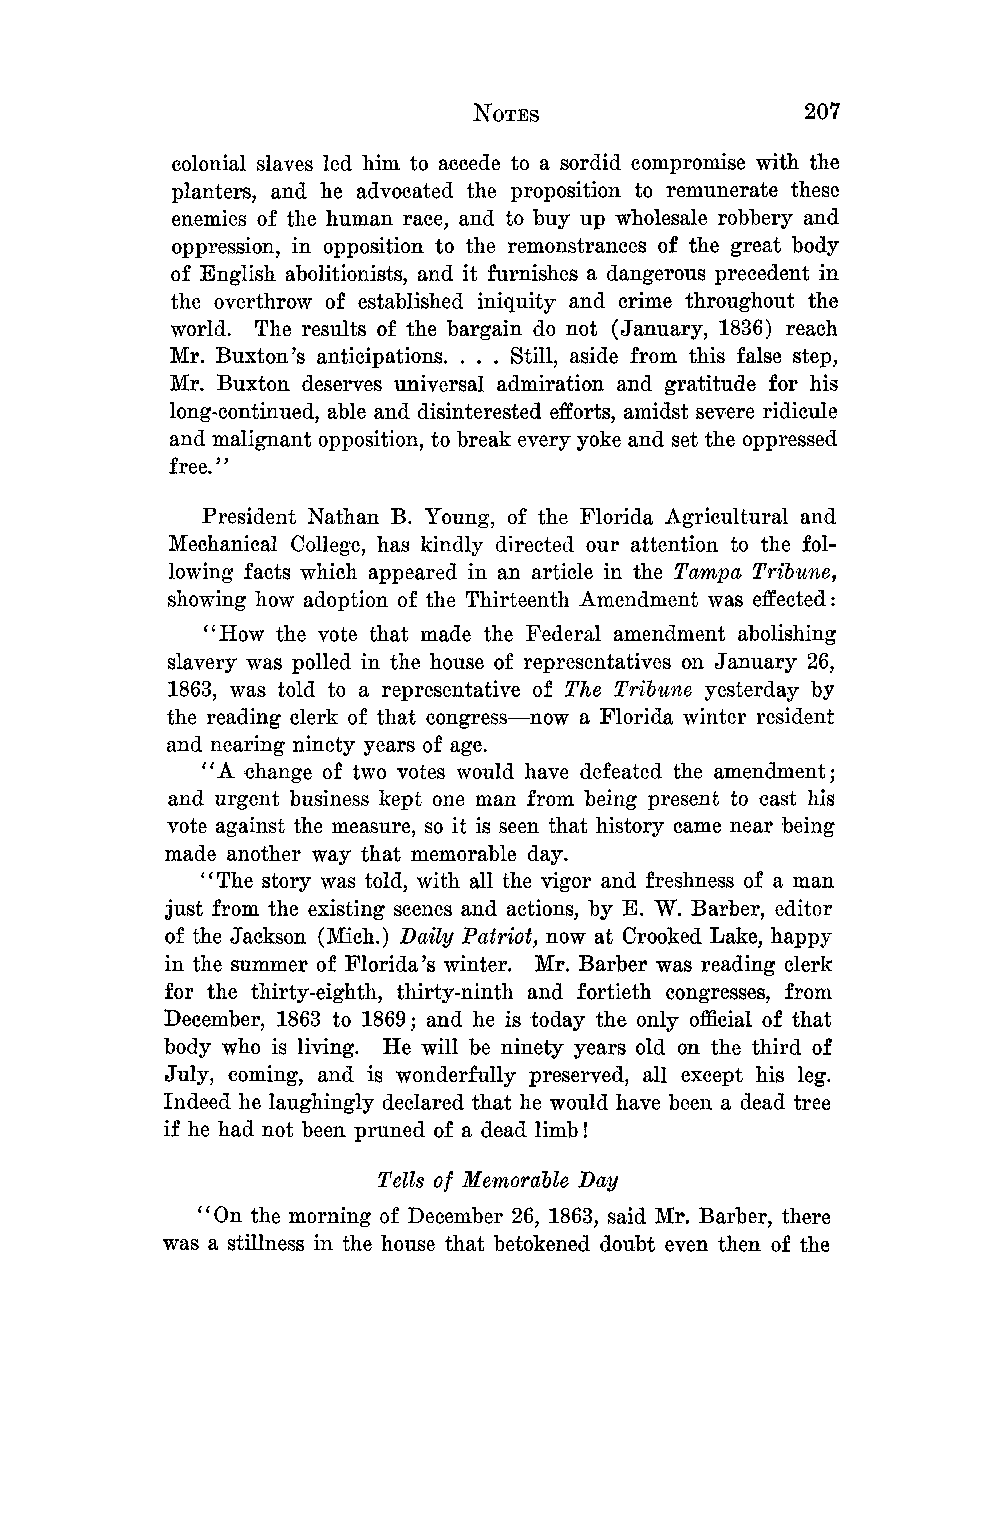 NOTES 207
colonial slaves led him to accede to a sordid compromise with the
planters, and he advocated the proposition to remunerate these
enemies of the human race, and to buy up wholesale robbery and
oppression, in opposition to the remonstrances of the great body
of English abolitionists, and it furnishes a dangerous precedent in
the overthrow of established iniquity and crime throughout the
world. The results of the bargain do not (January, 1836) reach
Mr. Buxton's anticipations. . . . Still, aside from this false step,
Mr. Buxton deserves universal admiration and gratitude for his
long-continued, able and disinterested efforts, amidst severe ridicule
and malignant opposition, to break every yoke and set the oppressed
free.''
President Nathan B. Young, of the Florida Agricultural and
Mechanical College, has kindly directed our attention to the fol-
lowing facts which appeared in an article in the Tampa Tribune,
showing how adoption of the Thirteenth Amendment was effected:
''How the vote that made the Federal amendment abolishing
slavery was polled in the house of representatives on January 26,
1863, was told to a representative of The Tribune yesterday by
the reading clerk of that congress—now a Florida winter resident
and nearing ninety years of age.
''A change of two votes would have defeated the amendment;
and urgent business kept one man from being present to cast his
vote against the measure, so it is seen that history came near being
made another way that memorable day.
''The story was told, with all the vigor and freshness of a man
just from the existing scenes and actions, by E. W. Barber, editor
of the Jackson (Mich.) Daily Patriot, now at Crooked Lake, happy
in the summer of Florida's winter. Mr. Barber was reading clerk
for the thirty-eighth, thirty-ninth and fortieth congresses, from
December, 1863 to 1869; and he is today the only official of that
body who is living. He will be ninety years old on the third of
July, coming, and is wonderfully preserved, all except his leg.
Indeed he laughingly declared that he would have been a dead tree
if he had not been pruned of a dead limb!
Tells of Memorable Day
''On the morning of December 26, 1863, said Mr. Barber, there
was a stillness in the house that betokened doubt even then of the